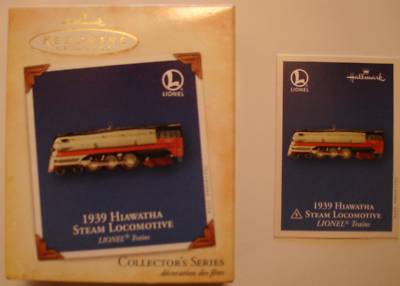 Hallmark
KEEPSAKE
LIONEL
1939 HIAWATHA
STEAM LOCOMOTIVE
LIONEL® Trains
COLLECTOR'S SERIES
décoration des fêtes
LIONEL
Hallmark
1939 HIAWATHA
STEAM LOCOMOTIVE
LIONEL® Trains